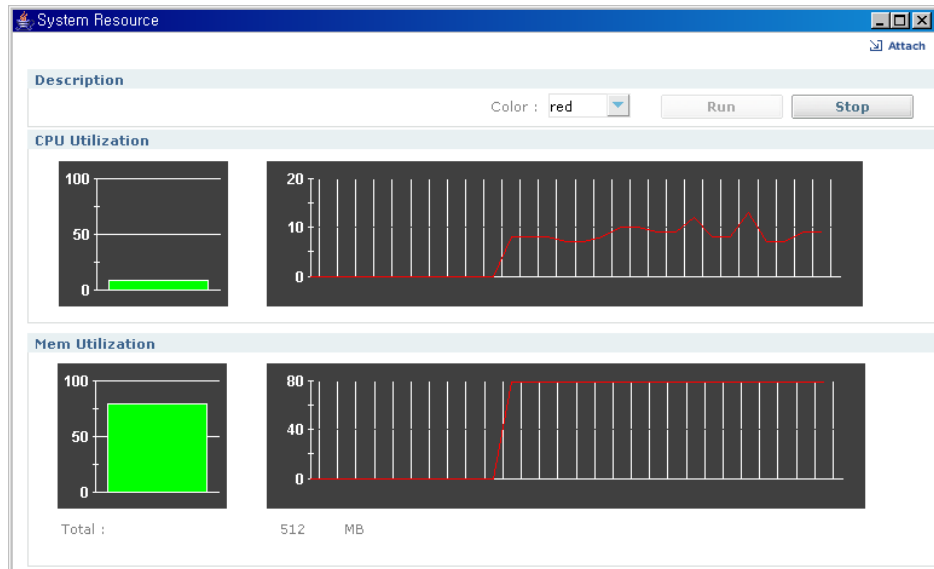 System Resource
Attach
Description
Color : red Run Stop
CPU Utilization
100
50
0
20
10
0
Mem Utilization
100
50
0
80
40
0
Total : 512 MB